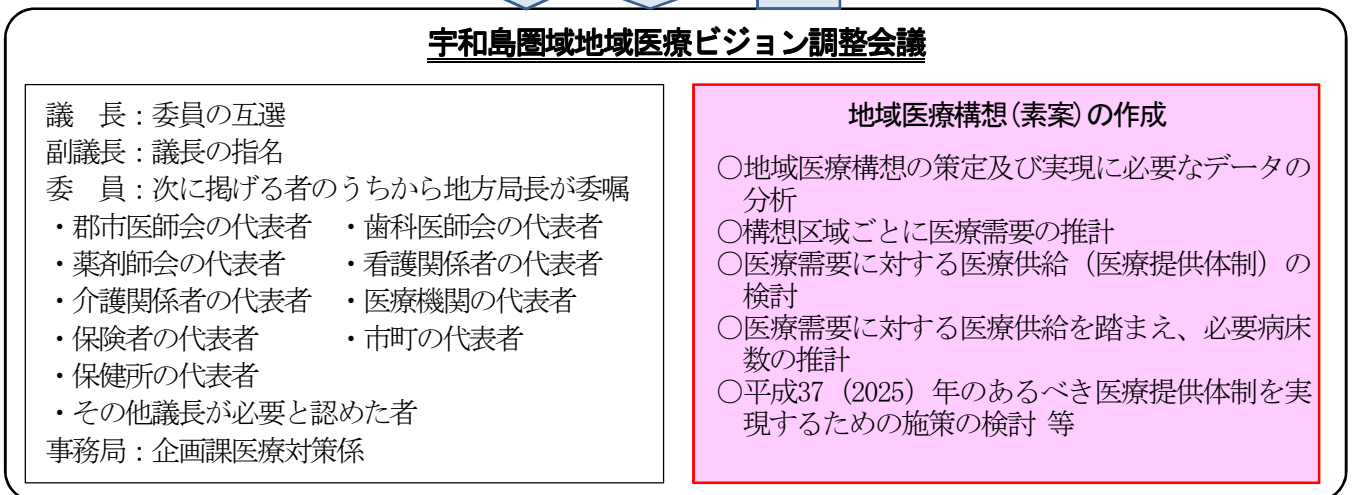 宇和島圏域地域医療ビジョン調整会議
議　長：委員の互選
副議長：議長の指名
委　員：次に掲げる者のうちから地方局長が委嘱
・郡市医師会の代表者　・歯科医師会の代表者
・薬剤師会の代表者　・看護関係者の代表者
・介護関係者の代表者　・医療機関の代表者
・保険者の代表者　・市町の代表者
・保健所の代表者
・その他議長が必要と認めた者
事務局：企画課医療対策係
地域医療構想(素案)の作成
○地域医療構想の策定及び実現に必要なデータの
分析
○構想区域ごとに医療需要の推計
○医療需要に対する医療供給（医療提供体制）の
検討
○医療需要に対する医療供給を踏まえ、必要病床
数の推計
○平成37（2025）年のあるべき医療提供体制を実
現するための施策の検討 等